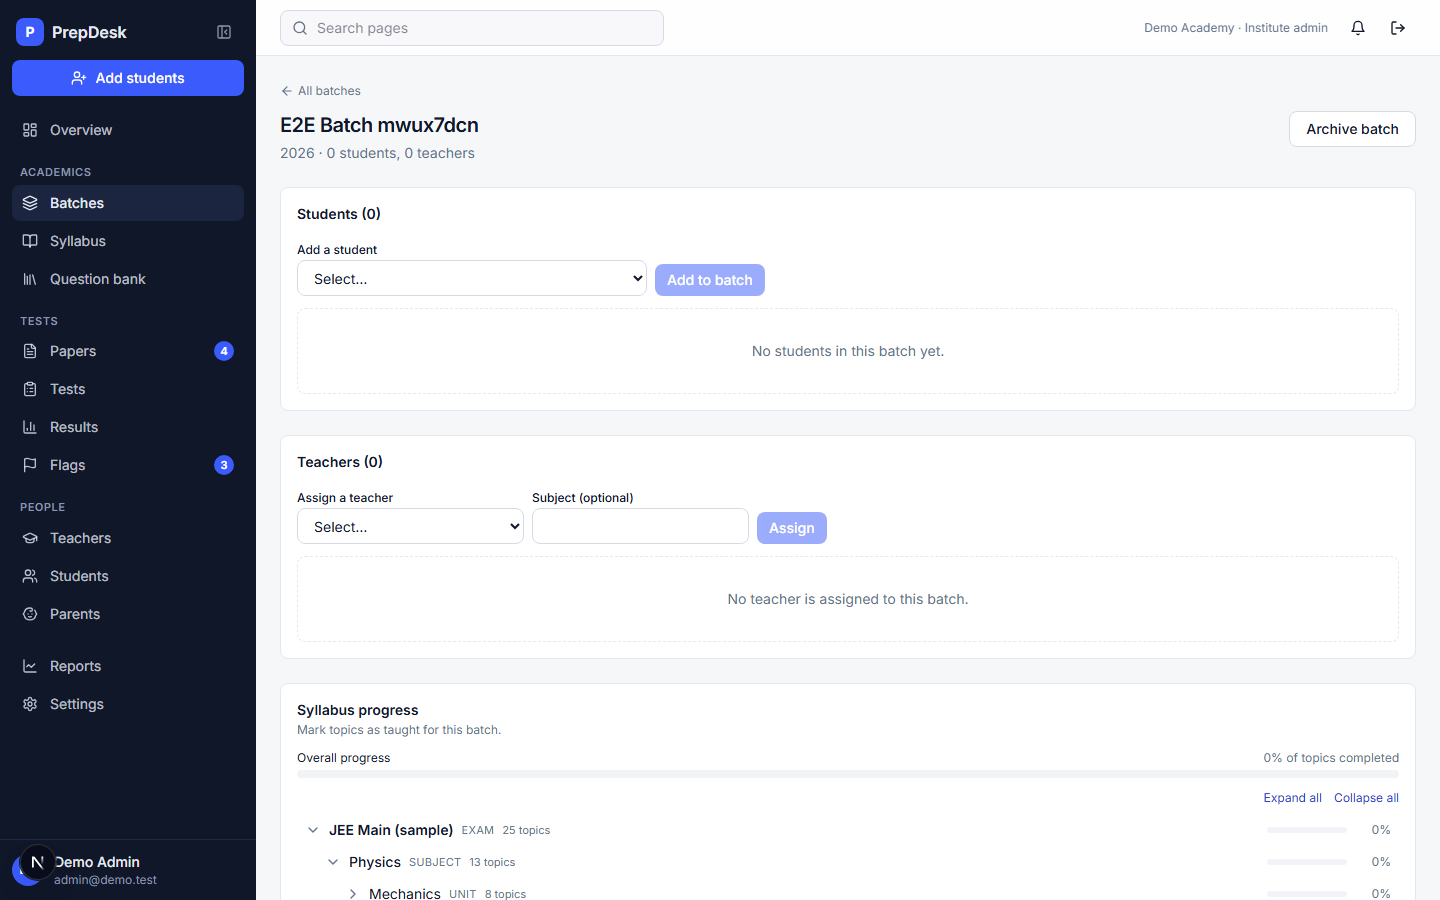 P PrepDesk
Add students
Overview
ACADEMICS
Batches
Syllabus
Question bank
TESTS
Papers 4
Tests
Results
Flags 3
PEOPLE
Teachers
Students
Parents
Reports
Settings
N
Demo Admin
admin@demo.test
Search pages
Demo Academy · Institute admin
All batches
E2E Batch mwux7dcn
Archive batch
2026 · 0 students, 0 teachers
Students (0)
Add a student
Select...
Add to batch
No students in this batch yet.
Teachers (0)
Assign a teacher
Subject (optional)
Select...
Assign
No teacher is assigned to this batch.
Syllabus progress
Mark topics as taught for this batch.
Overall progress
0% of topics completed
Expand all Collapse all
JEE Main (sample) EXAM 25 topics 0%
Physics SUBJECT 13 topics 0%
Mechanics UNIT 8 topics 0%